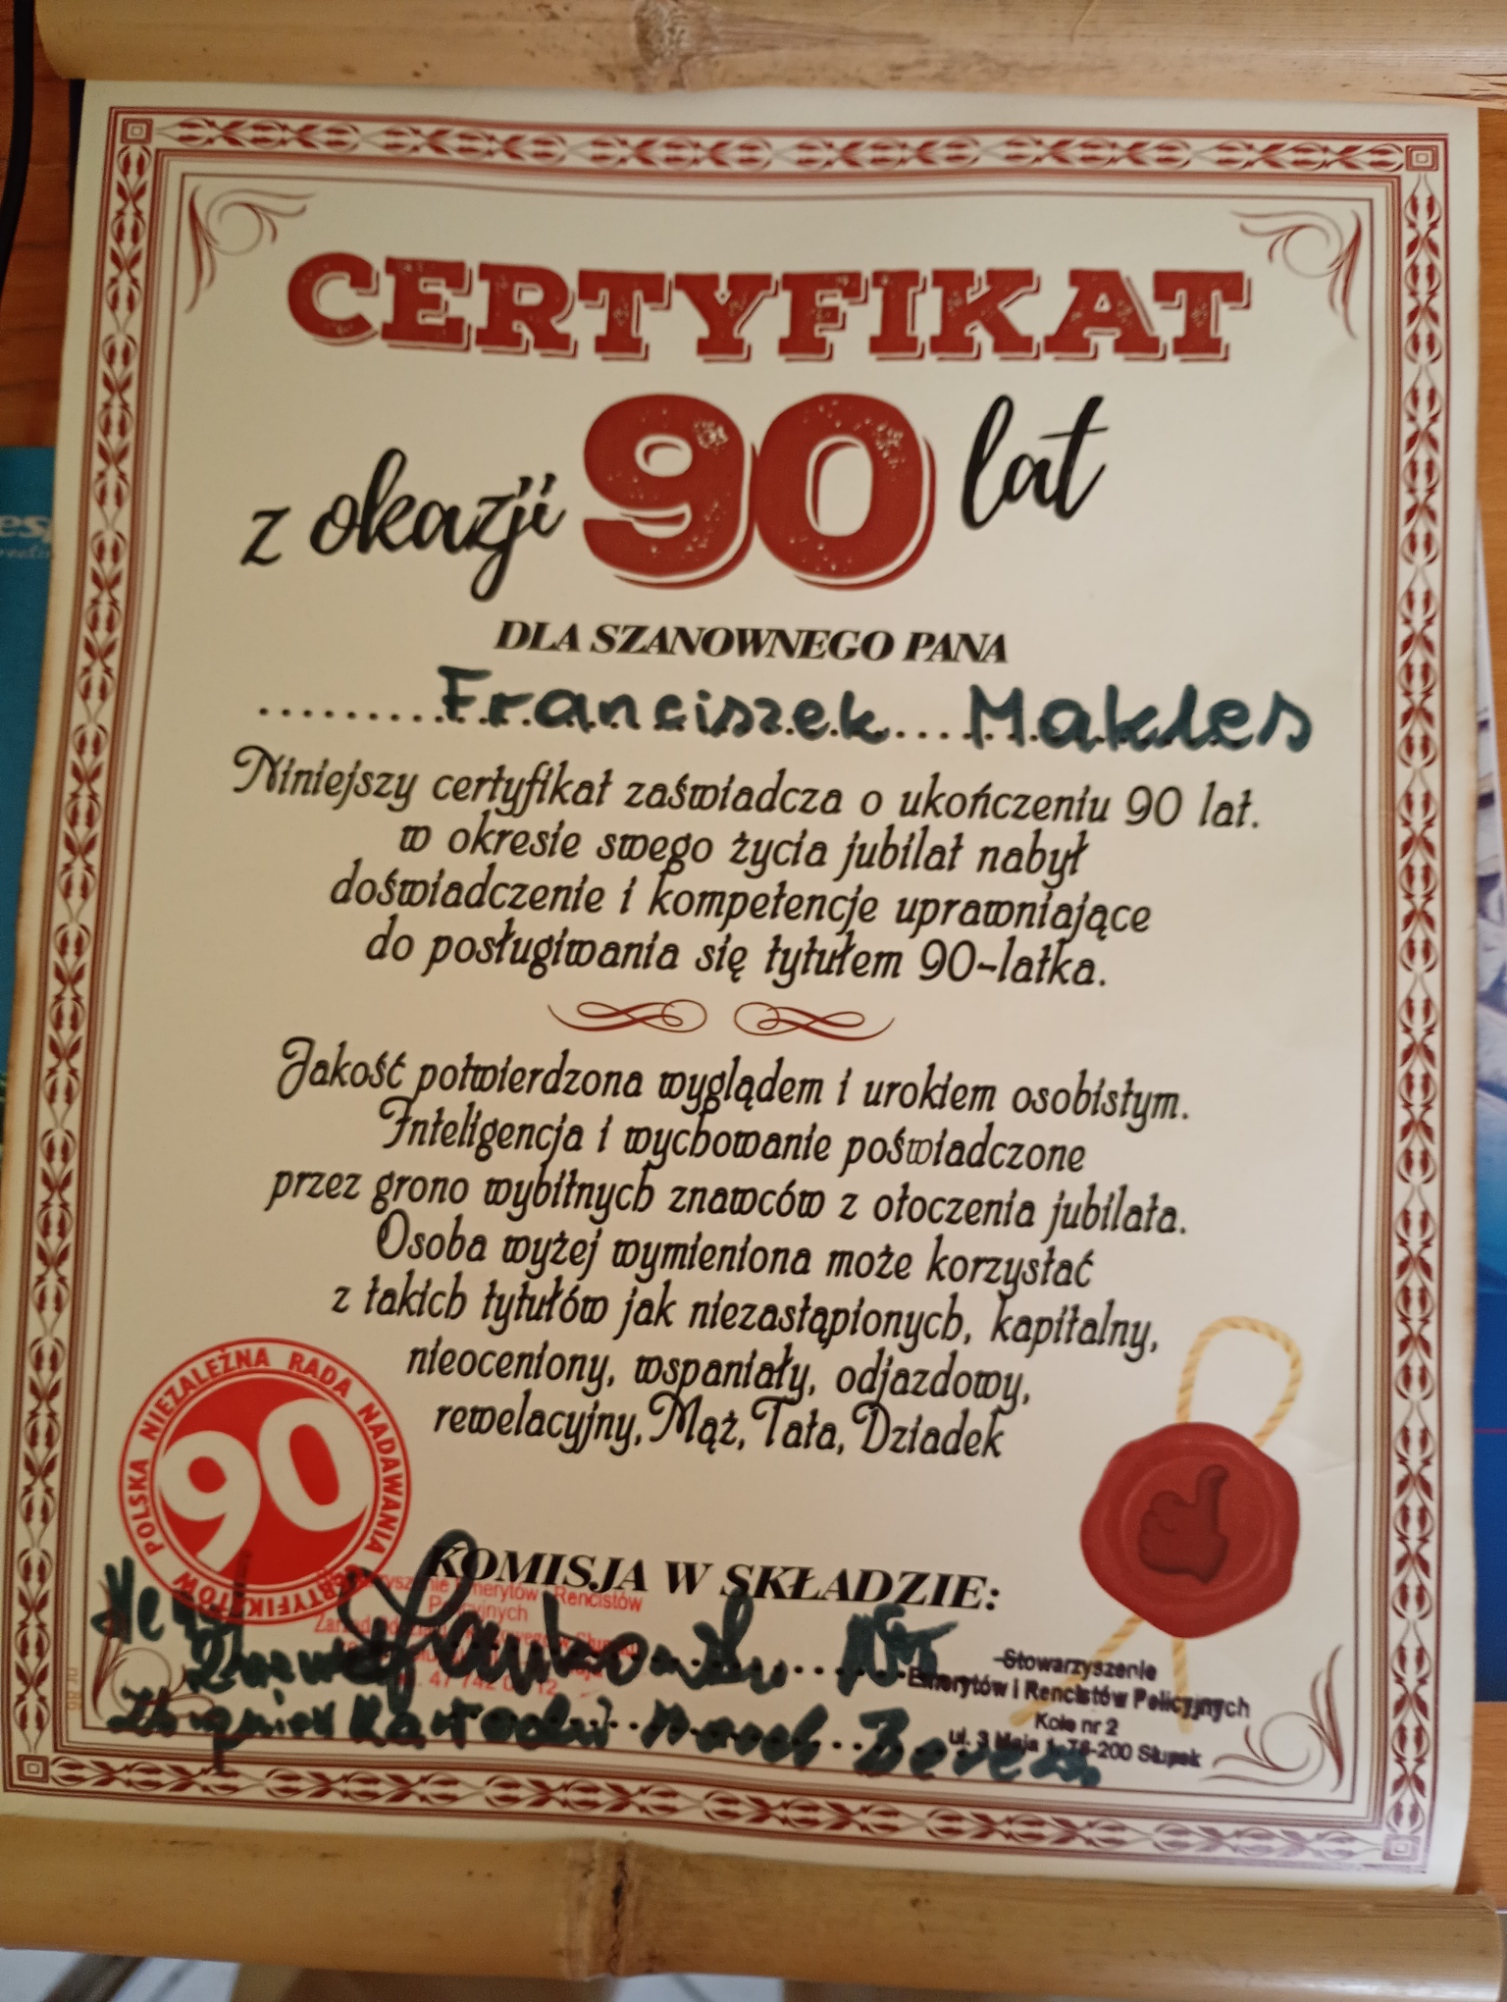 CERTYFIKAT
z okazji 90 lat
DLA SZANOWNEGO PANA
Franciszek Makles
Niniejszy certyfikat zaświadcza o ukończeniu 90 lat.
w okresie swego życia jubilat nabył
doświadczenie i kompetencje uprawniające
do posługiwania się tytułem 90-latka.
Jakość potwierdzona wyglądem i urokiem osobistym.
Inteligencja i wychowanie poświadczone
przez grono wybitnych znawców z otoczenia jubilata.
Osoba wyżej wymieniona może korzystać
z takich tytułów jak niezastąpionych, kapitalny,
nieoceniony, wspaniały, odjazdowy,
rewelacyjny, Mąż, Tata, Dziadek
POLSKA NIEZALEŻNA RADA NADAWANIA CERTYFIKATÓW
90
KOMISJA W SKŁADZIE:
Emerytów i Rencistów
Policyjnych
Stowarzyszenie
Emerytów i Rencistów Policyjnych
Koło nr 2
ul. 3 Maja 1, 76-200 Słupsk
Zbigniew